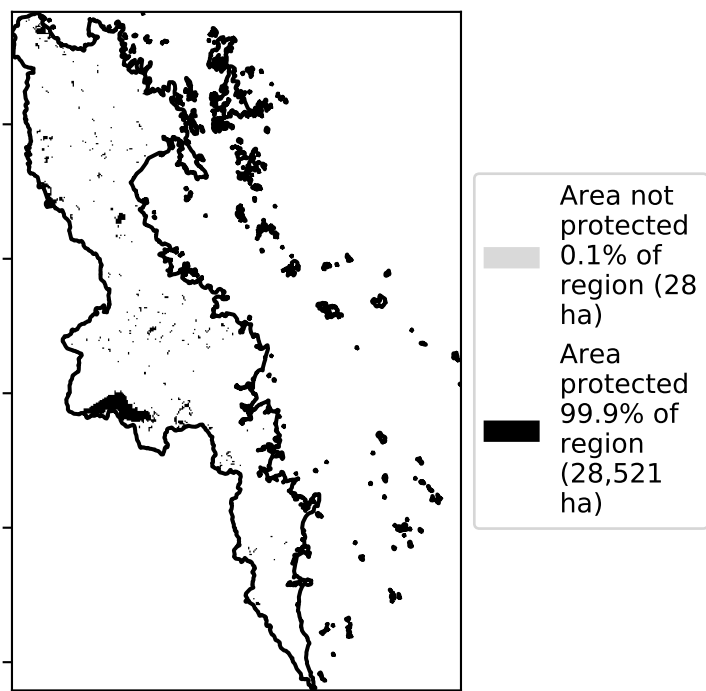 Area not
protected
0.1% of
region (28
ha)
Area
protected
99.9% of
region
(28,521
ha)